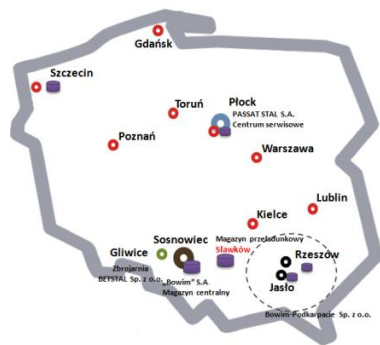 Gdańsk
Szczecin
Toruń
Płock
PASSAT STAL S.A.
Centrum serwisowe
Poznań
Warszawa
Lublin
Kielce
Magazyn przeładunkowy
Sławków
Sosnowiec
Gliwice
Zbrojarnia
BETSTAL Sp. z o.o.
„Bowim” S.A.
Magazyn centralny
Rzeszów
Jasło
Bowim-Podkarpacie Sp. z o.o.